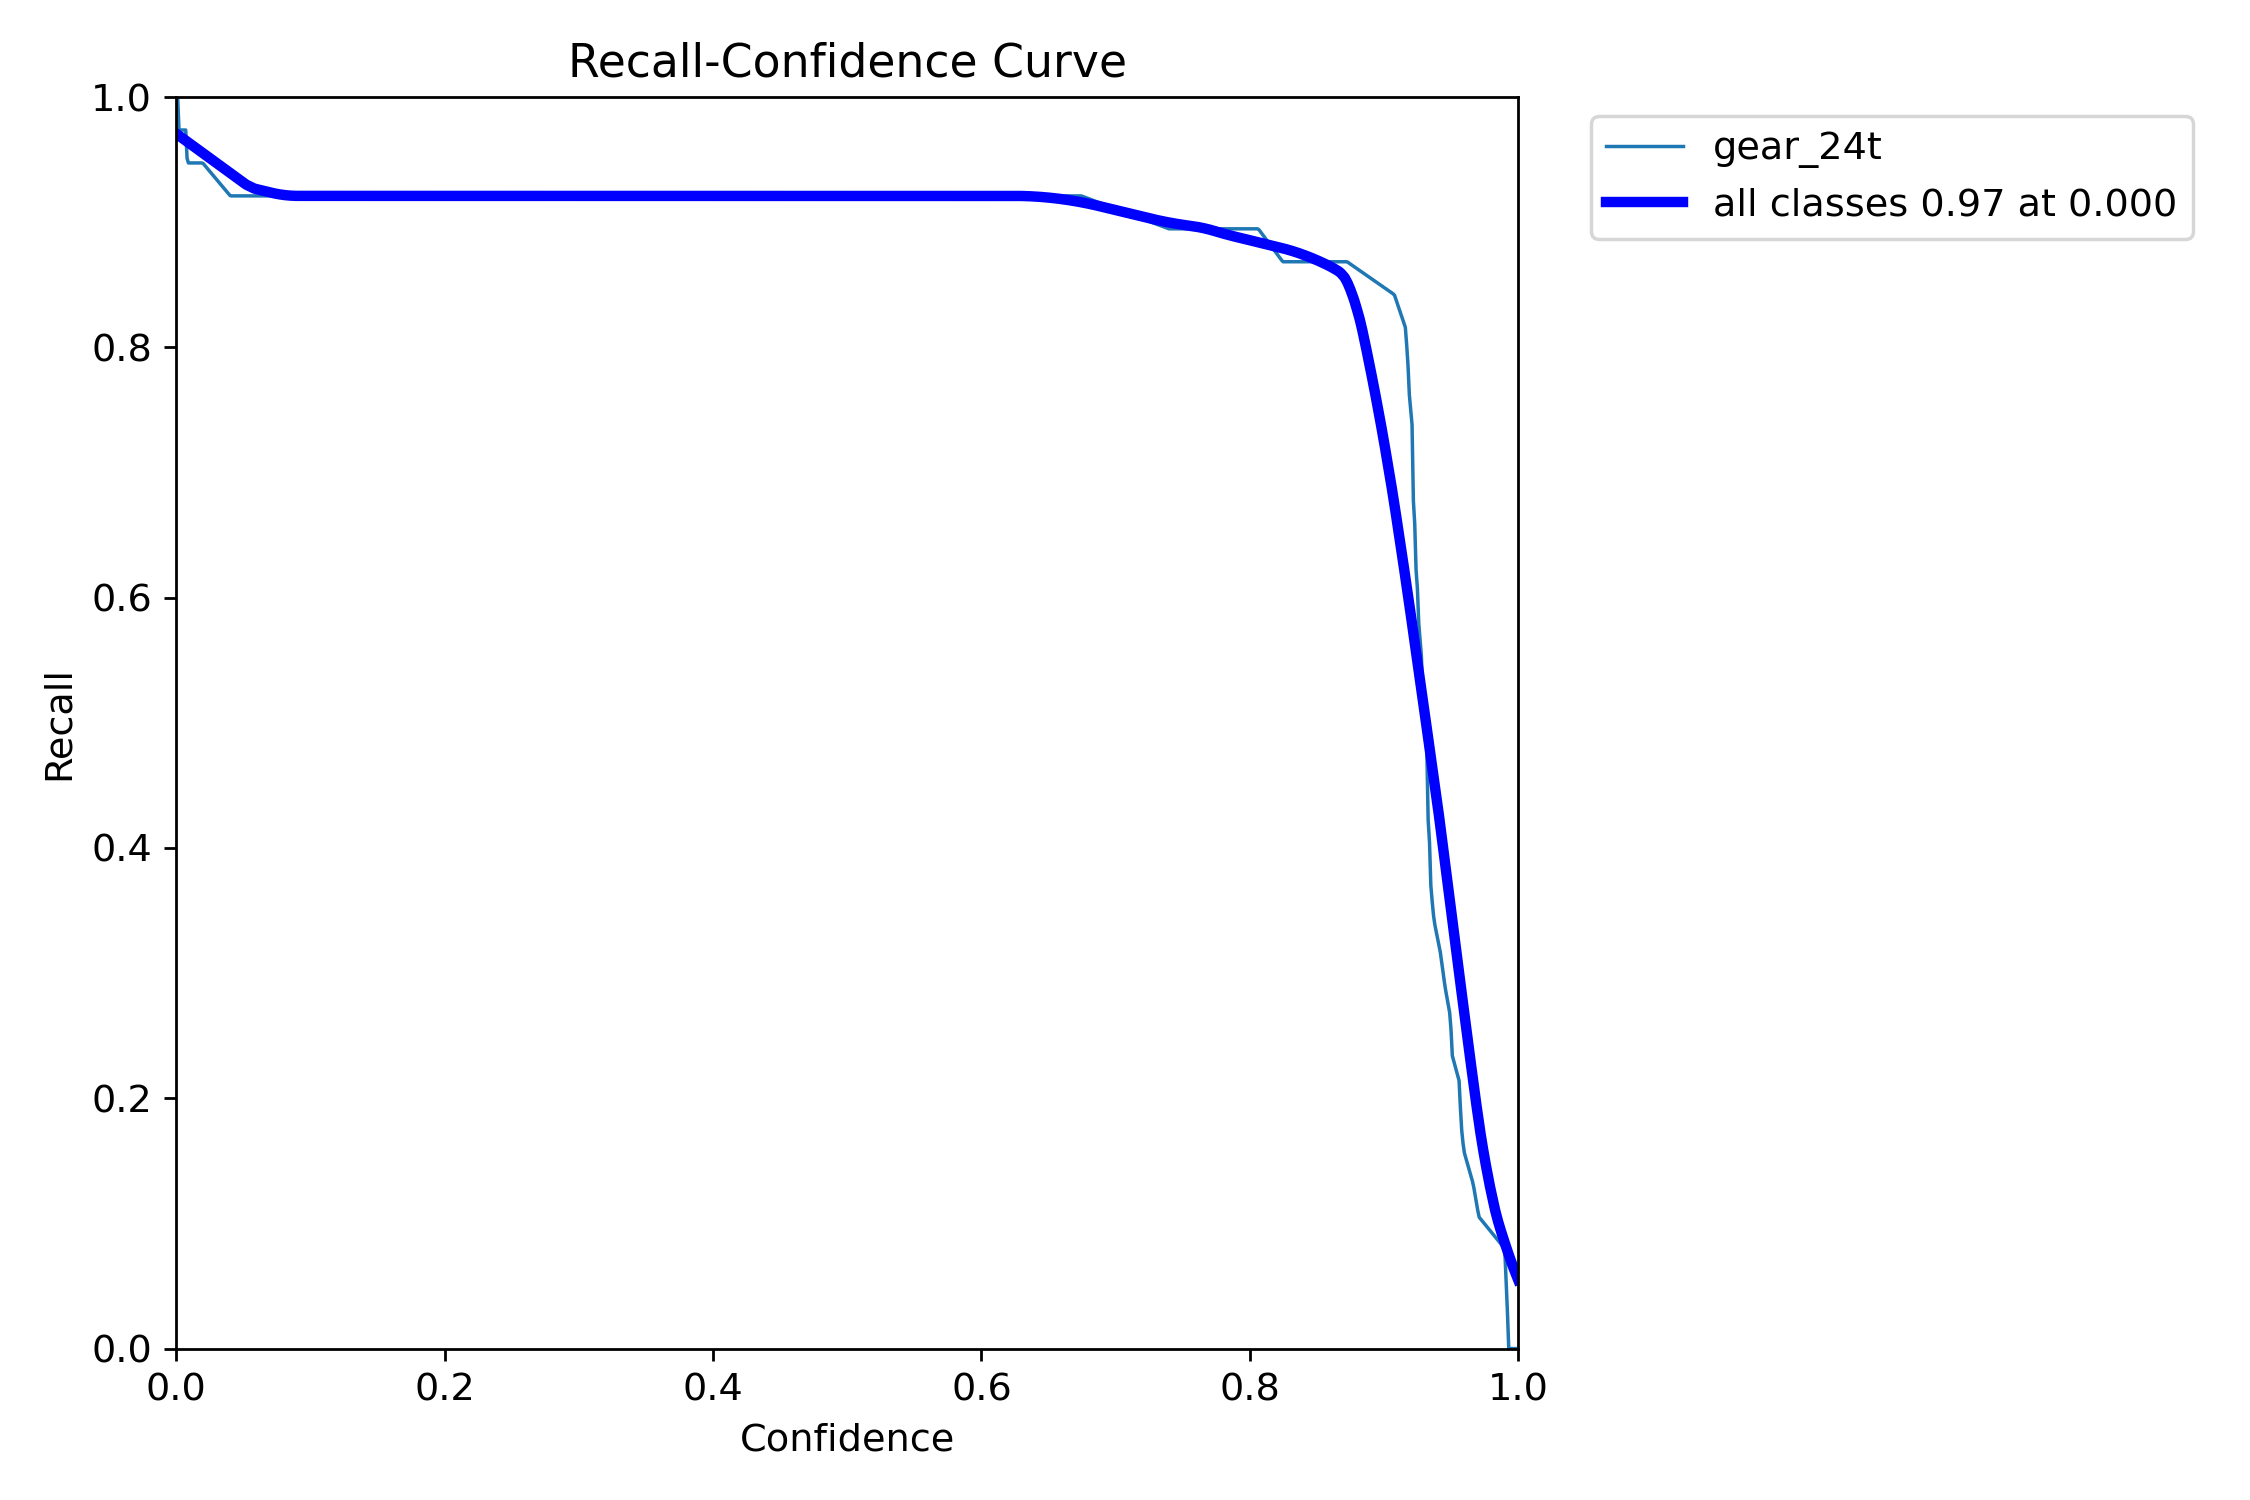 Recall-Confidence Curve
1.0
0.8
0.6
0.4
0.2
0.0
Recall
0.0 0.2 0.4 0.6 0.8 1.0
Confidence
gear_24t
all classes 0.97 at 0.000